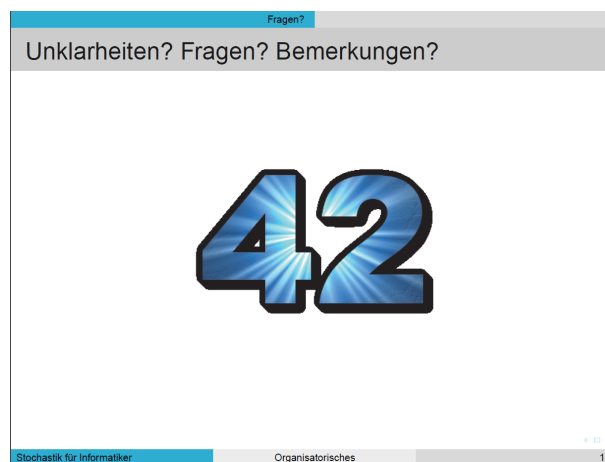 Fragen?
Unklarheiten? Fragen? Bemerkungen?
42
Stochastik für Informatiker Organisatorisches 1